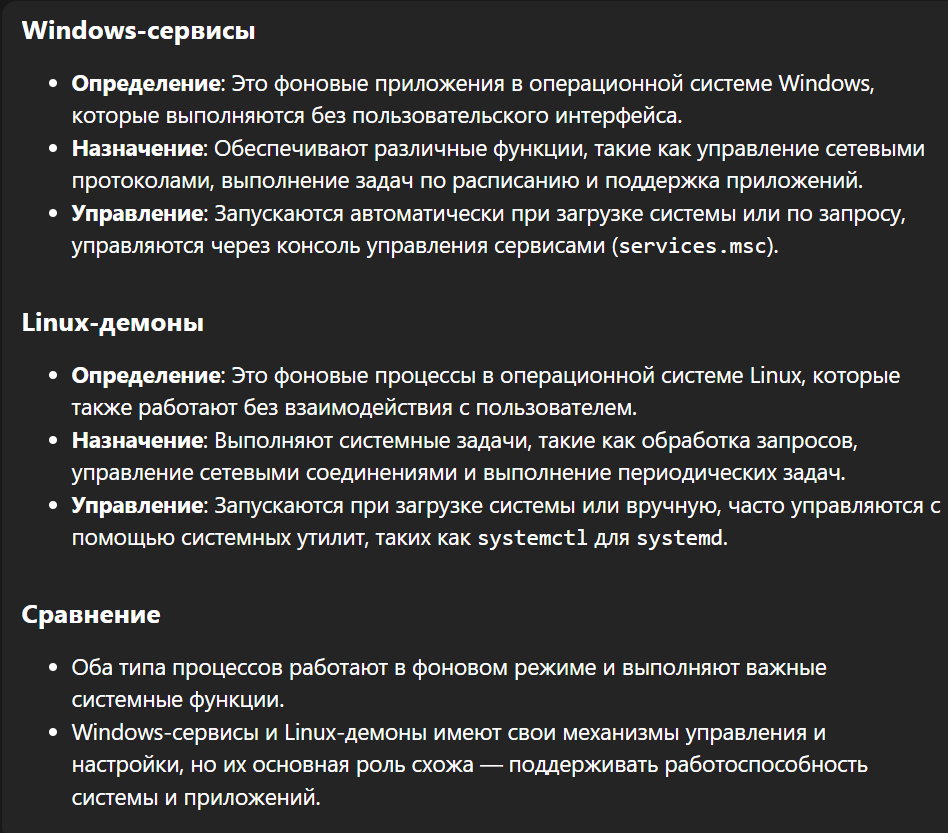 Windows-сервисы
• Определение: Это фоновые приложения в операционной системе Windows,
которые выполняются без пользовательского интерфейса.
• Назначение: Обеспечивают различные функции, такие как управление сетевыми
протоколами, выполнение задач по расписанию и поддержка приложений.
• Управление: Запускаются автоматически при загрузке системы или по запросу,
управляются через консоль управления сервисами (services.msc).
Linux-демоны
• Определение: Это фоновые процессы в операционной системе Linux, которые
также работают без взаимодействия с пользователем.
• Назначение: Выполняют системные задачи, такие как обработка запросов,
управление сетевыми соединениями и выполнение периодических задач.
• Управление: Запускаются при загрузке системы или вручную, часто управляются с
помощью системных утилит, таких как systemctl для systemd.
Сравнение
• Оба типа процессов работают в фоновом режиме и выполняют важные
системные функции.
• Windows-сервисы и Linux-демоны имеют свои механизмы управления и
настройки, но их основная роль схожа — поддерживать работоспособность
системы и приложений.